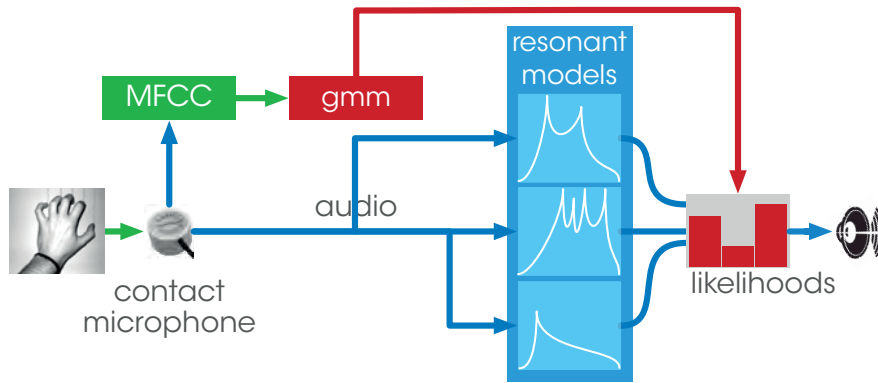 resonant
models
MFCC
gmm
audio
contact
microphone
likelihoods